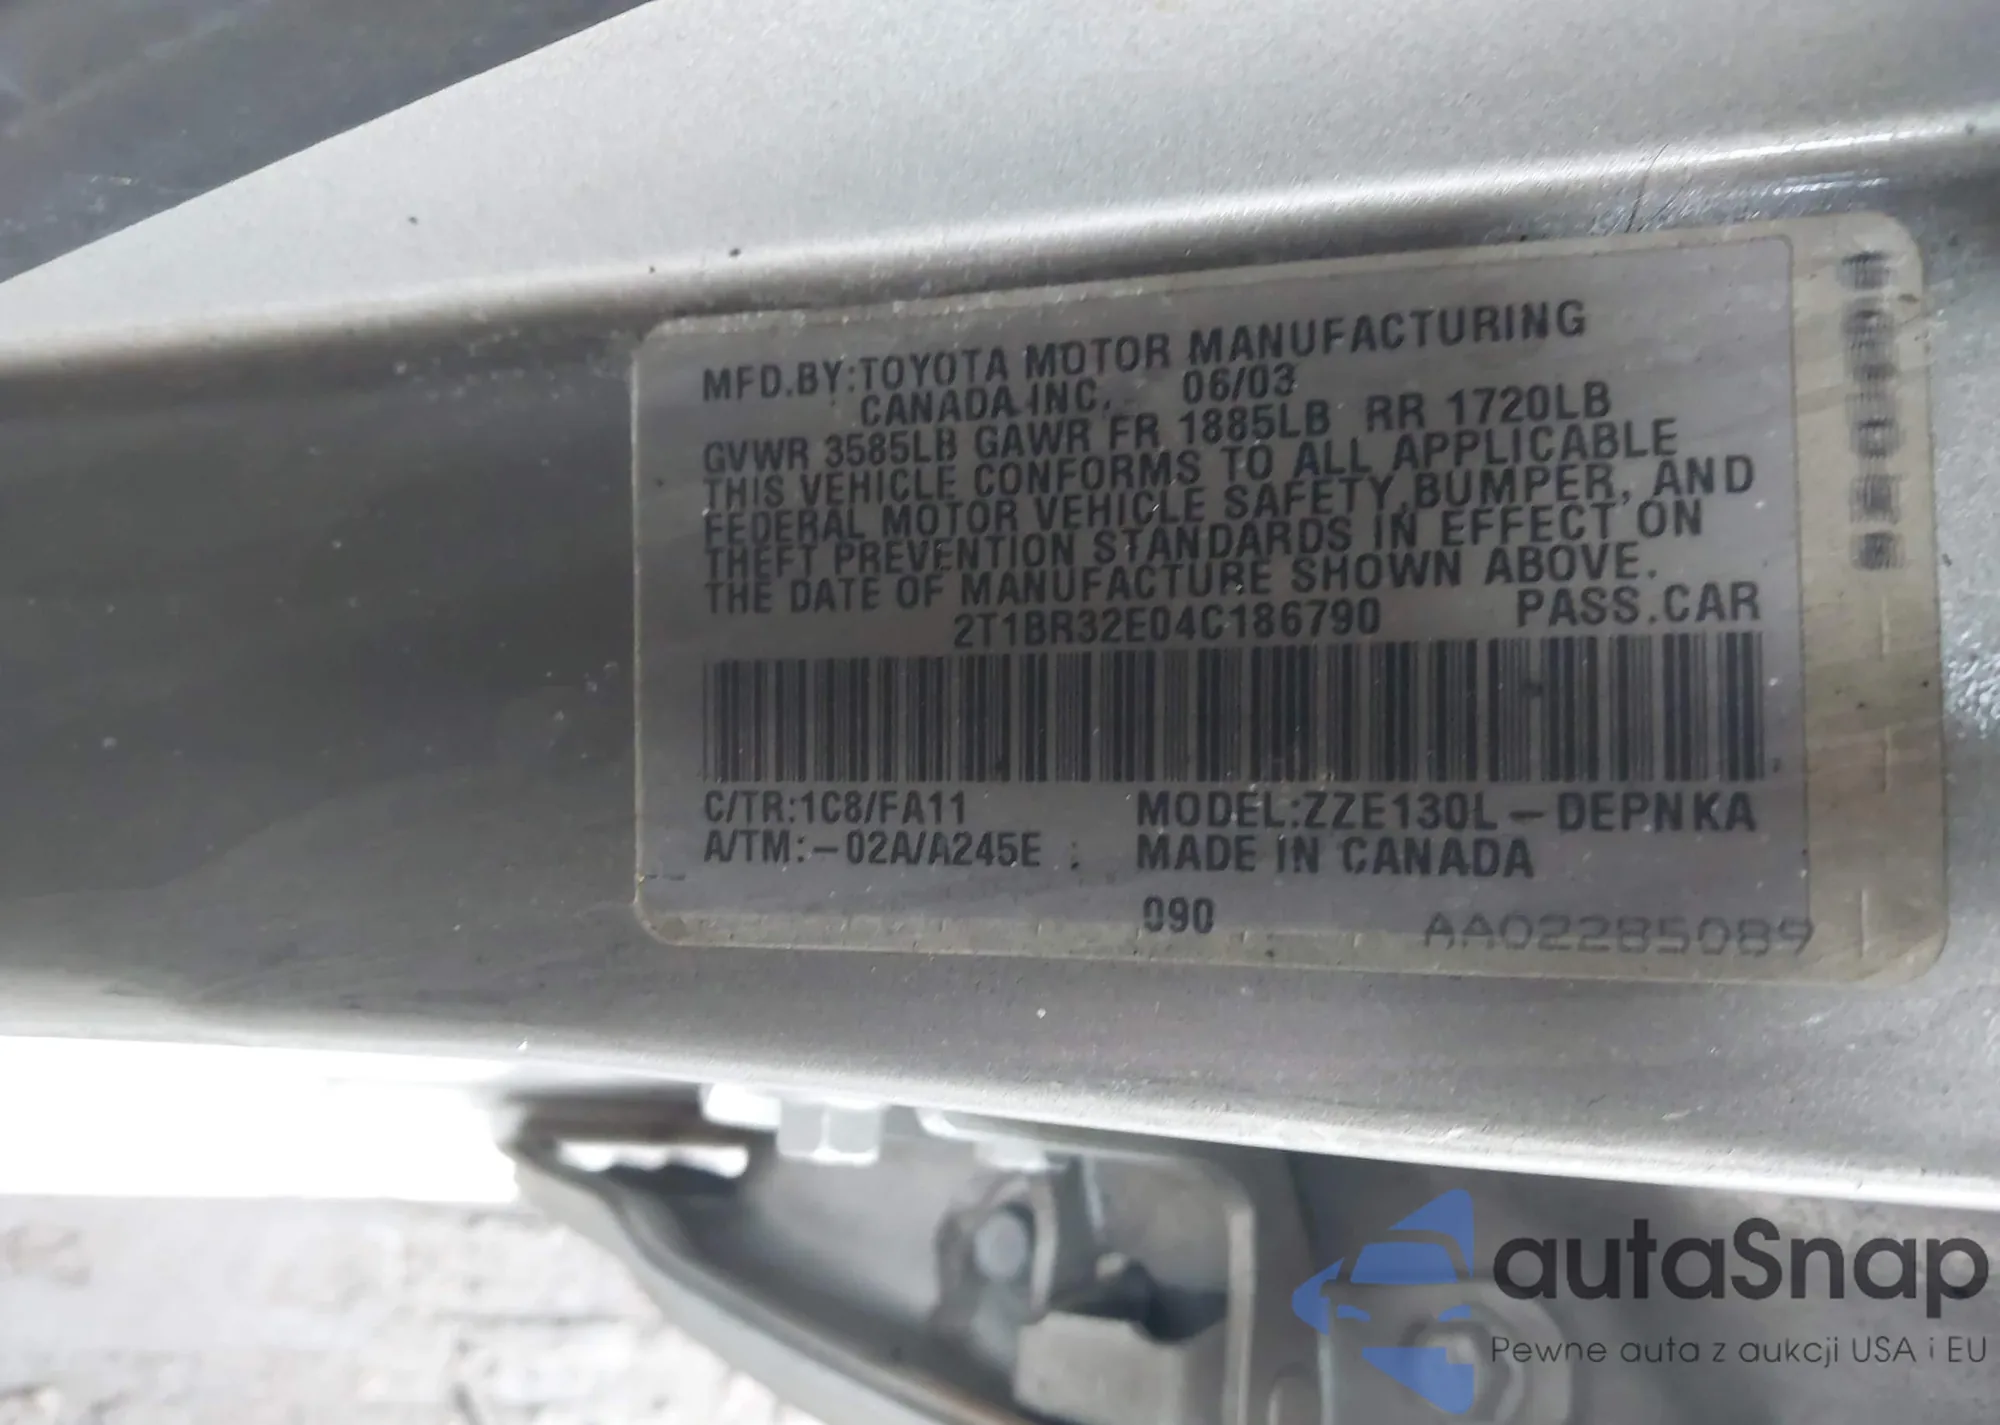 MFD.BY:TOYOTA MOTOR MANUFACTURING
CANADA INC. 06/03
GVWR 3585LB GAWR FR 1885LB RR 1720LB
THIS VEHICLE CONFORMS TO ALL APPLICABLE
FEDERAL MOTOR VEHICLE SAFETY,BUMPER, AND
THEFT PREVENTION STANDARDS IN EFFECT ON
THE DATE OF MANUFACTURE SHOWN ABOVE.
2T1BR32E04C186790 PASS.CAR
C/TR:1C8/FA11 MODEL:ZZE130L-DEPNKA
A/TM:-02A/A245E MADE IN CANADA
090 AA02285089
autaSnap
Pewne auta z aukcji USA i EU